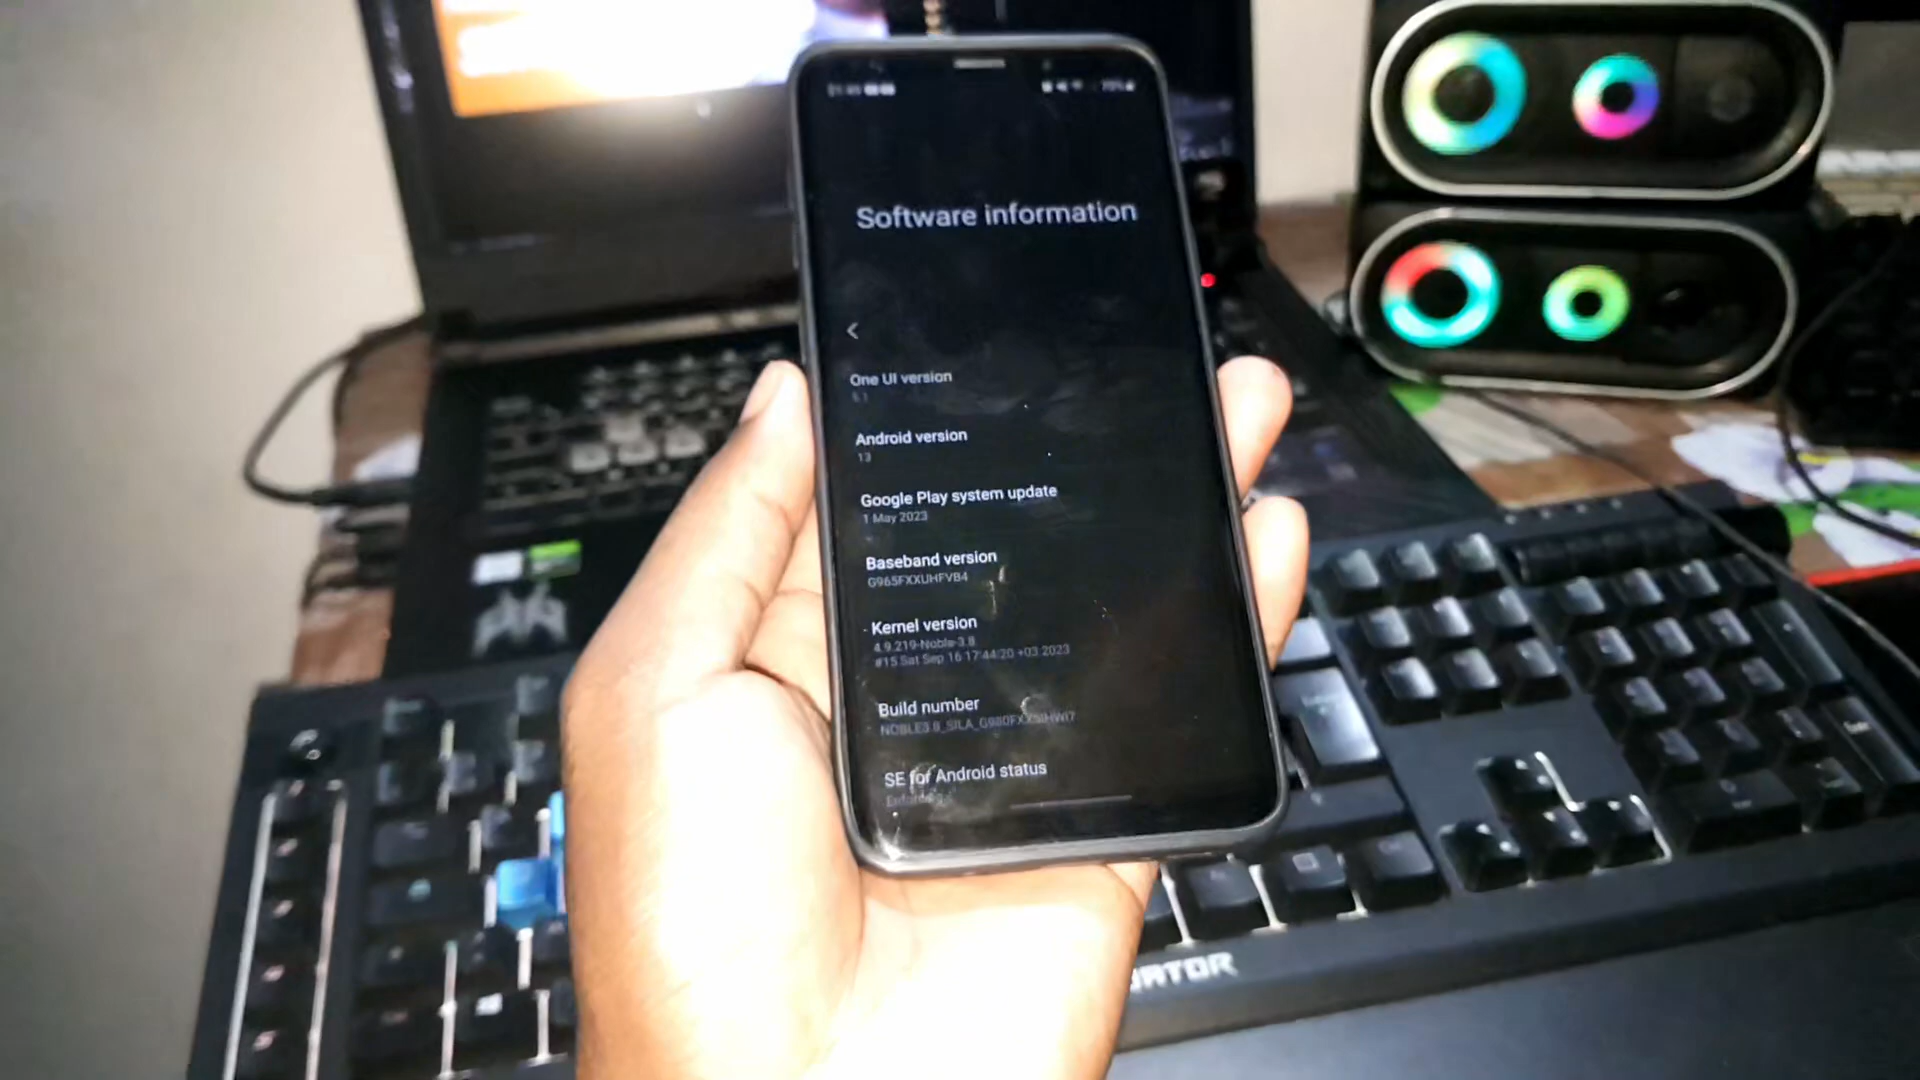 Software information
One UI version
5.1
Android version
13
Google Play system update
1 May 2023
Baseband version
G965FXXUHFVB4
Kernel version
4.9.219-Noble-3.8
#15 Sat Sep 16 17:44:20 +03 2023
Build number
SE for Android status